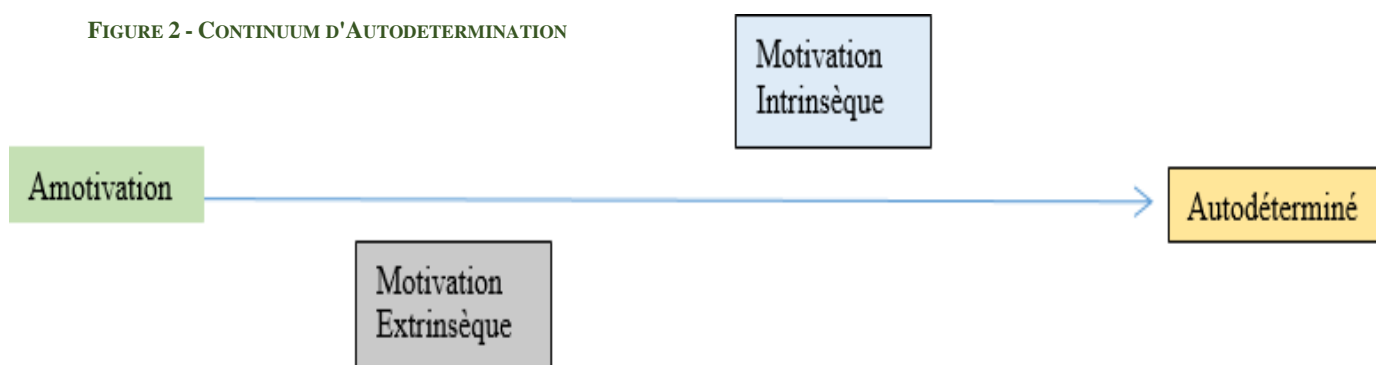 FIGURE 2 - CONTINUUM D'AUTODETERMINATION
Motivation
Intrinsèque
Amotivation
Autodéterminé
Motivation
Extrinsèque